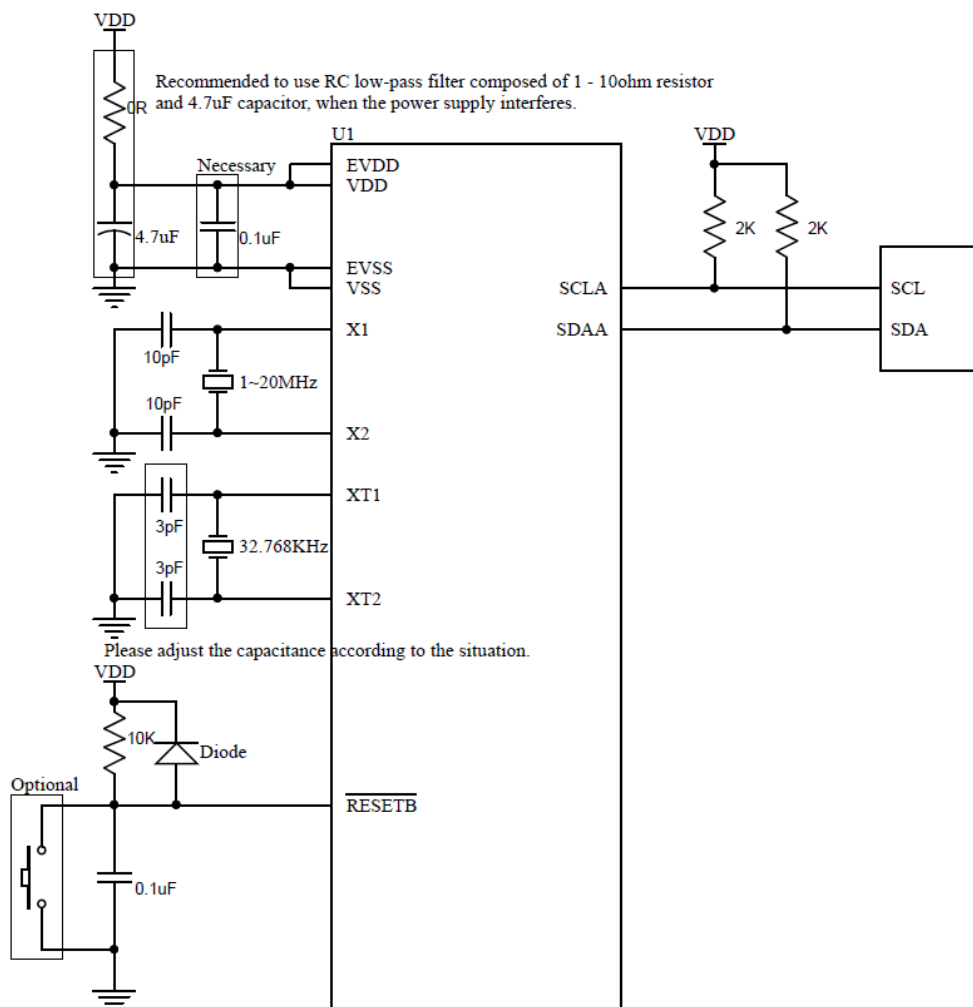 VDD
Recommended to use RC low-pass filter composed of 1 - 10ohm resistor
and 4.7uF capacitor, when the power supply interferes.
0R
U1
VDD
Necessary
EVDD
VDD
4.7uF
0.1uF
2K
2K
EVSS
VSS
SCLA
SCL
X1
SDAA
SDA
10pF
1~20MHz
10pF
X2
XT1
3pF
32.768KHz
3pF
XT2
Please adjust the capacitance according to the situation.
VDD
10K
Diode
Optional
RESETB
0.1uF